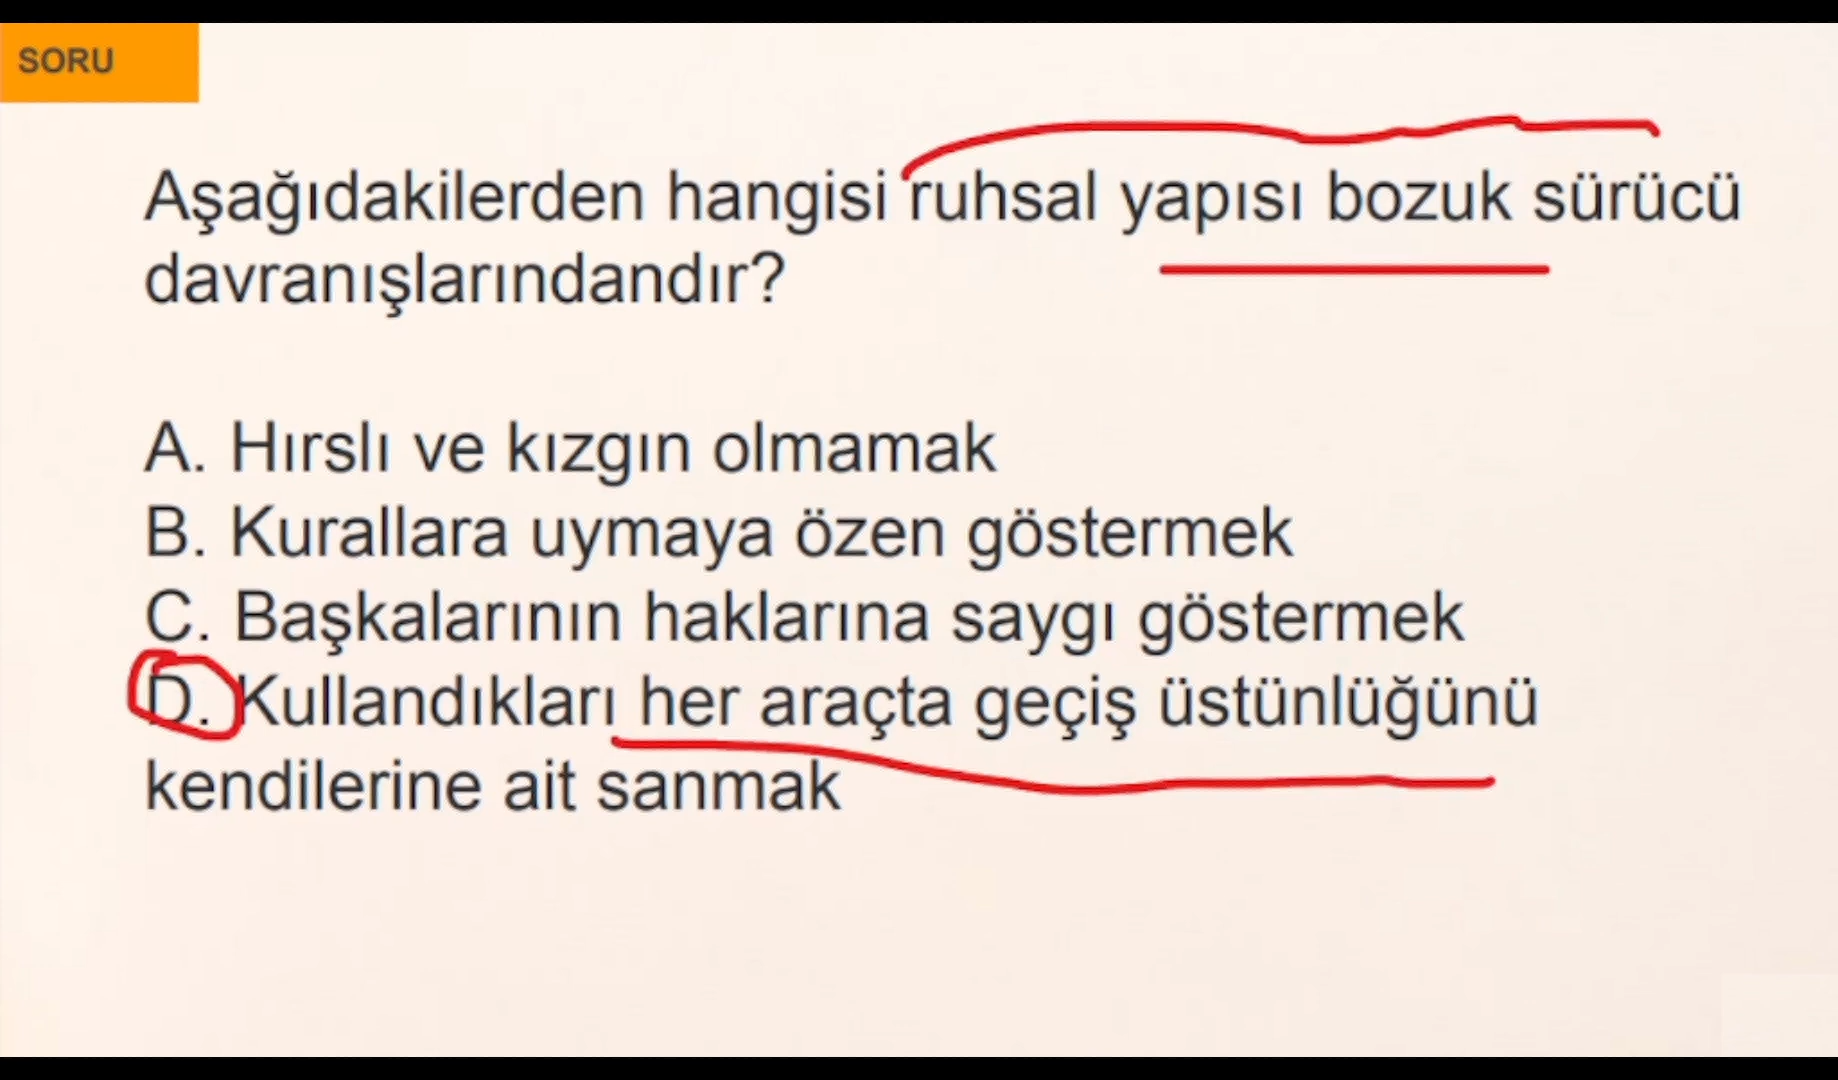 SORU
Aşağıdakilerden hangisi ruhsal yapısı bozuk sürücü
davranışlarındandır?
A. Hırslı ve kızgın olmamak
B. Kurallara uymaya özen göstermek
C. Başkalarının haklarına saygı göstermek
D. Kullandıkları her araçta geçiş üstünlüğünü
kendilerine ait sanmak